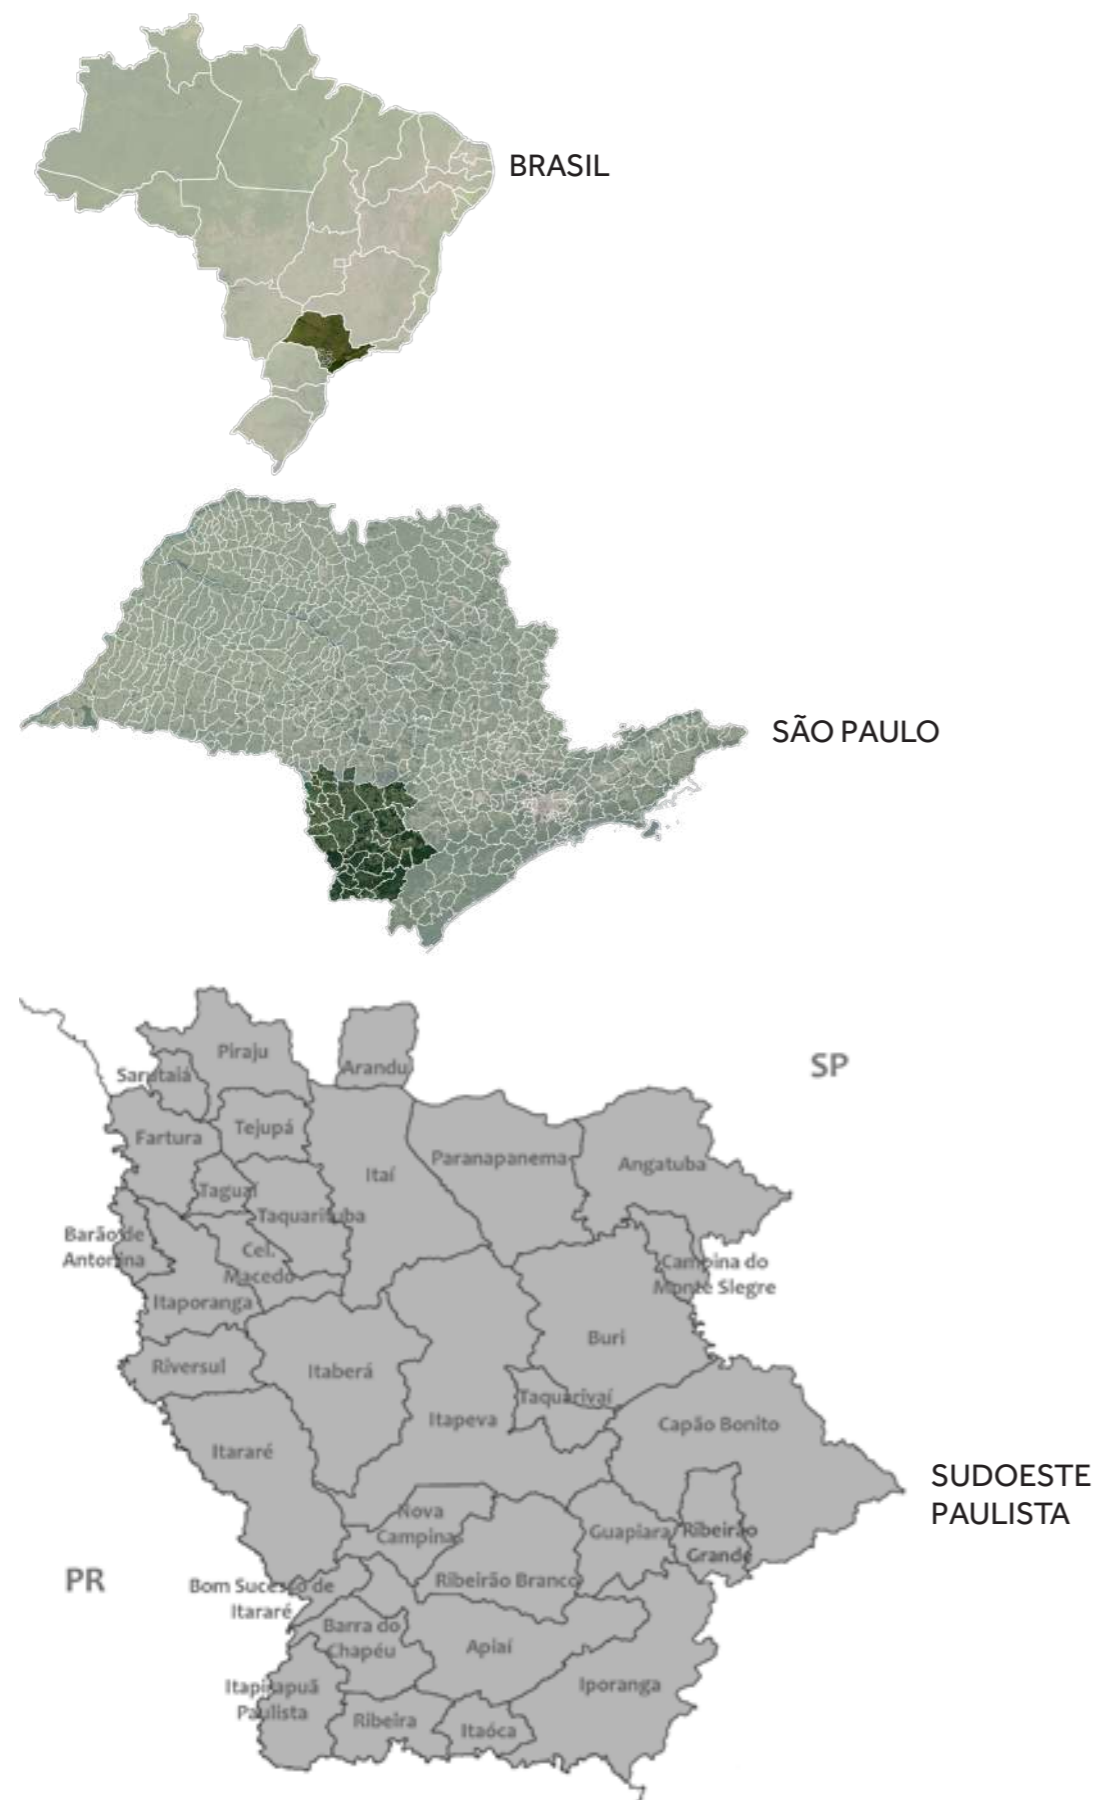 BRASIL
SÃO PAULO
SP
Piraju
Sarutaiá
Arandu
Fartura
Tejupá
Itaí
Paranapanema
Angatuba
Taguaí
Taquarituba
Barão de
Antonina
Cel.
Macedo
Itaporanga
Campina do
Monte Slegre
Buri
Riversul
Itaberá
Taquarivaí
Itapeva
Capão Bonito
Itararé
SUDOESTE
PAULISTA
Nova
Campina
Guapiara
Ribeirão
Grande
PR
Bom Sucesso de
Itararé
Ribeirão Branco
Barra do
Chapéu
Apiaí
Itapirapuã
Paulista
Iporanga
Ribeira
Itaóca